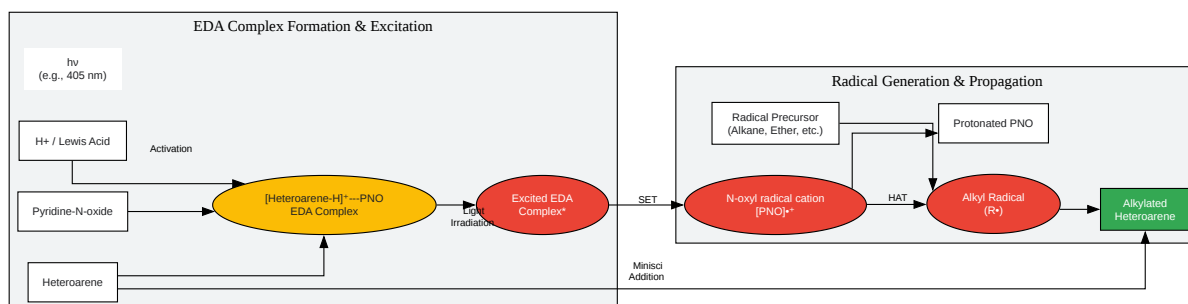 EDA Complex Formation & Excitation
hν
(e.g., 405 nm)
H+ / Lewis Acid
Activation
Pyridine-N-oxide
[Heteroarene-H]⁺---PNO
EDA Complex
Light
Irradiation
Excited EDA
Complex*
Heteroarene
SET
Minisci
Addition
Radical Generation & Propagation
Radical Precursor
(Alkane, Ether, etc.)
Protonated PNO
N-oxyl radical cation
[PNO]•⁺
HAT
Alkyl Radical
(R•)
Alkylated
Heteroarene